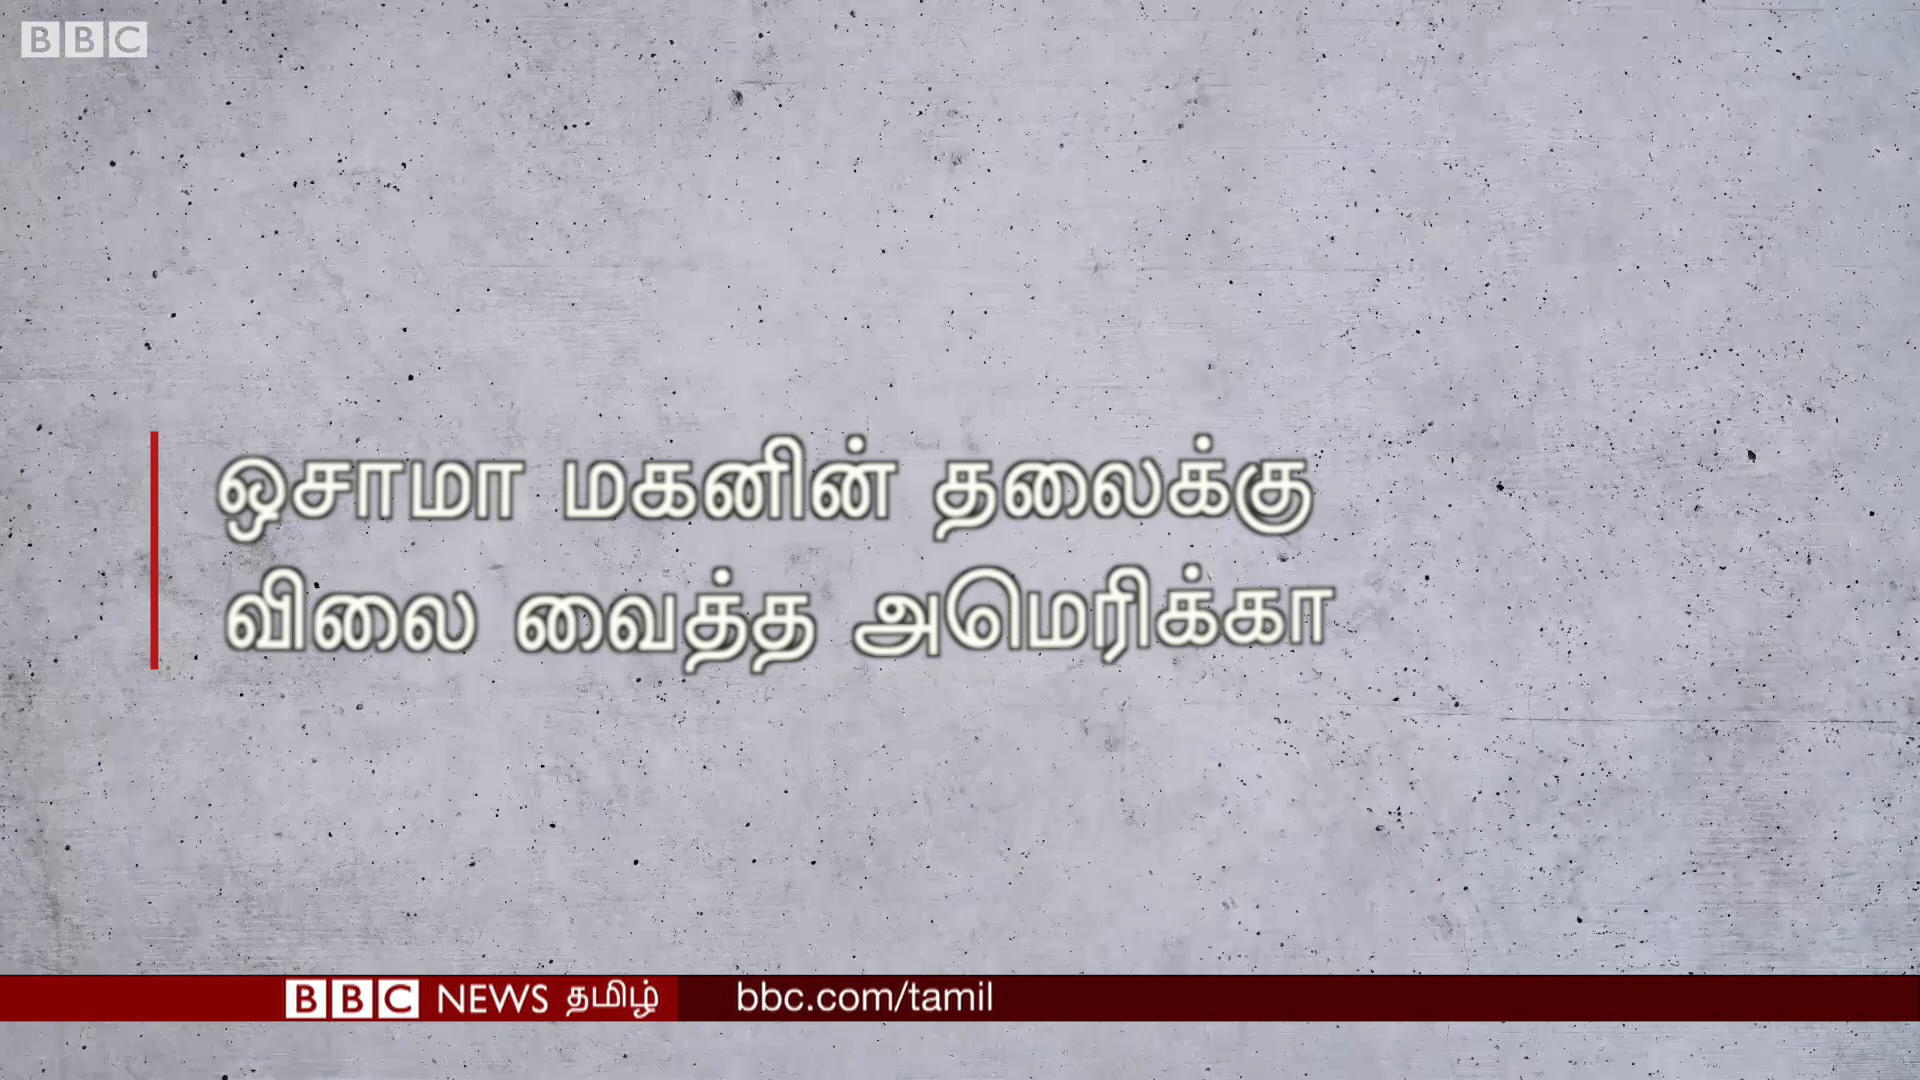 BBC
ஒசாமா மகனின் தலைக்கு
விலை வைத்த அமெரிக்கா
BBC NEWS தமிழ் bbc.com/tamil